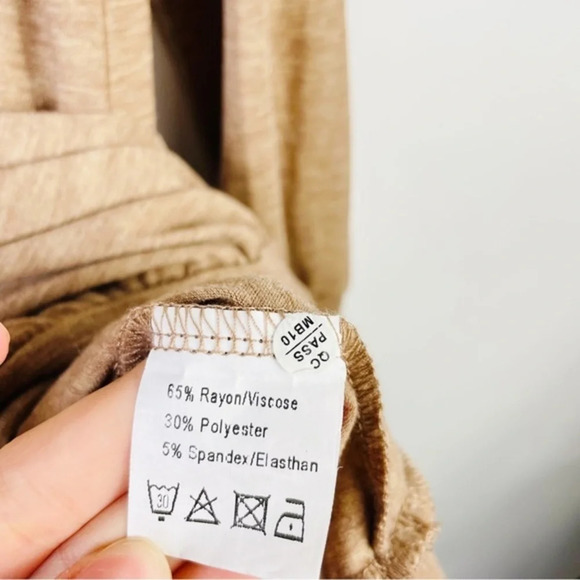 QC
PASS
MB10
65% Rayon/Viscose
30% Polyester
5% Spandex/Elasthan
30